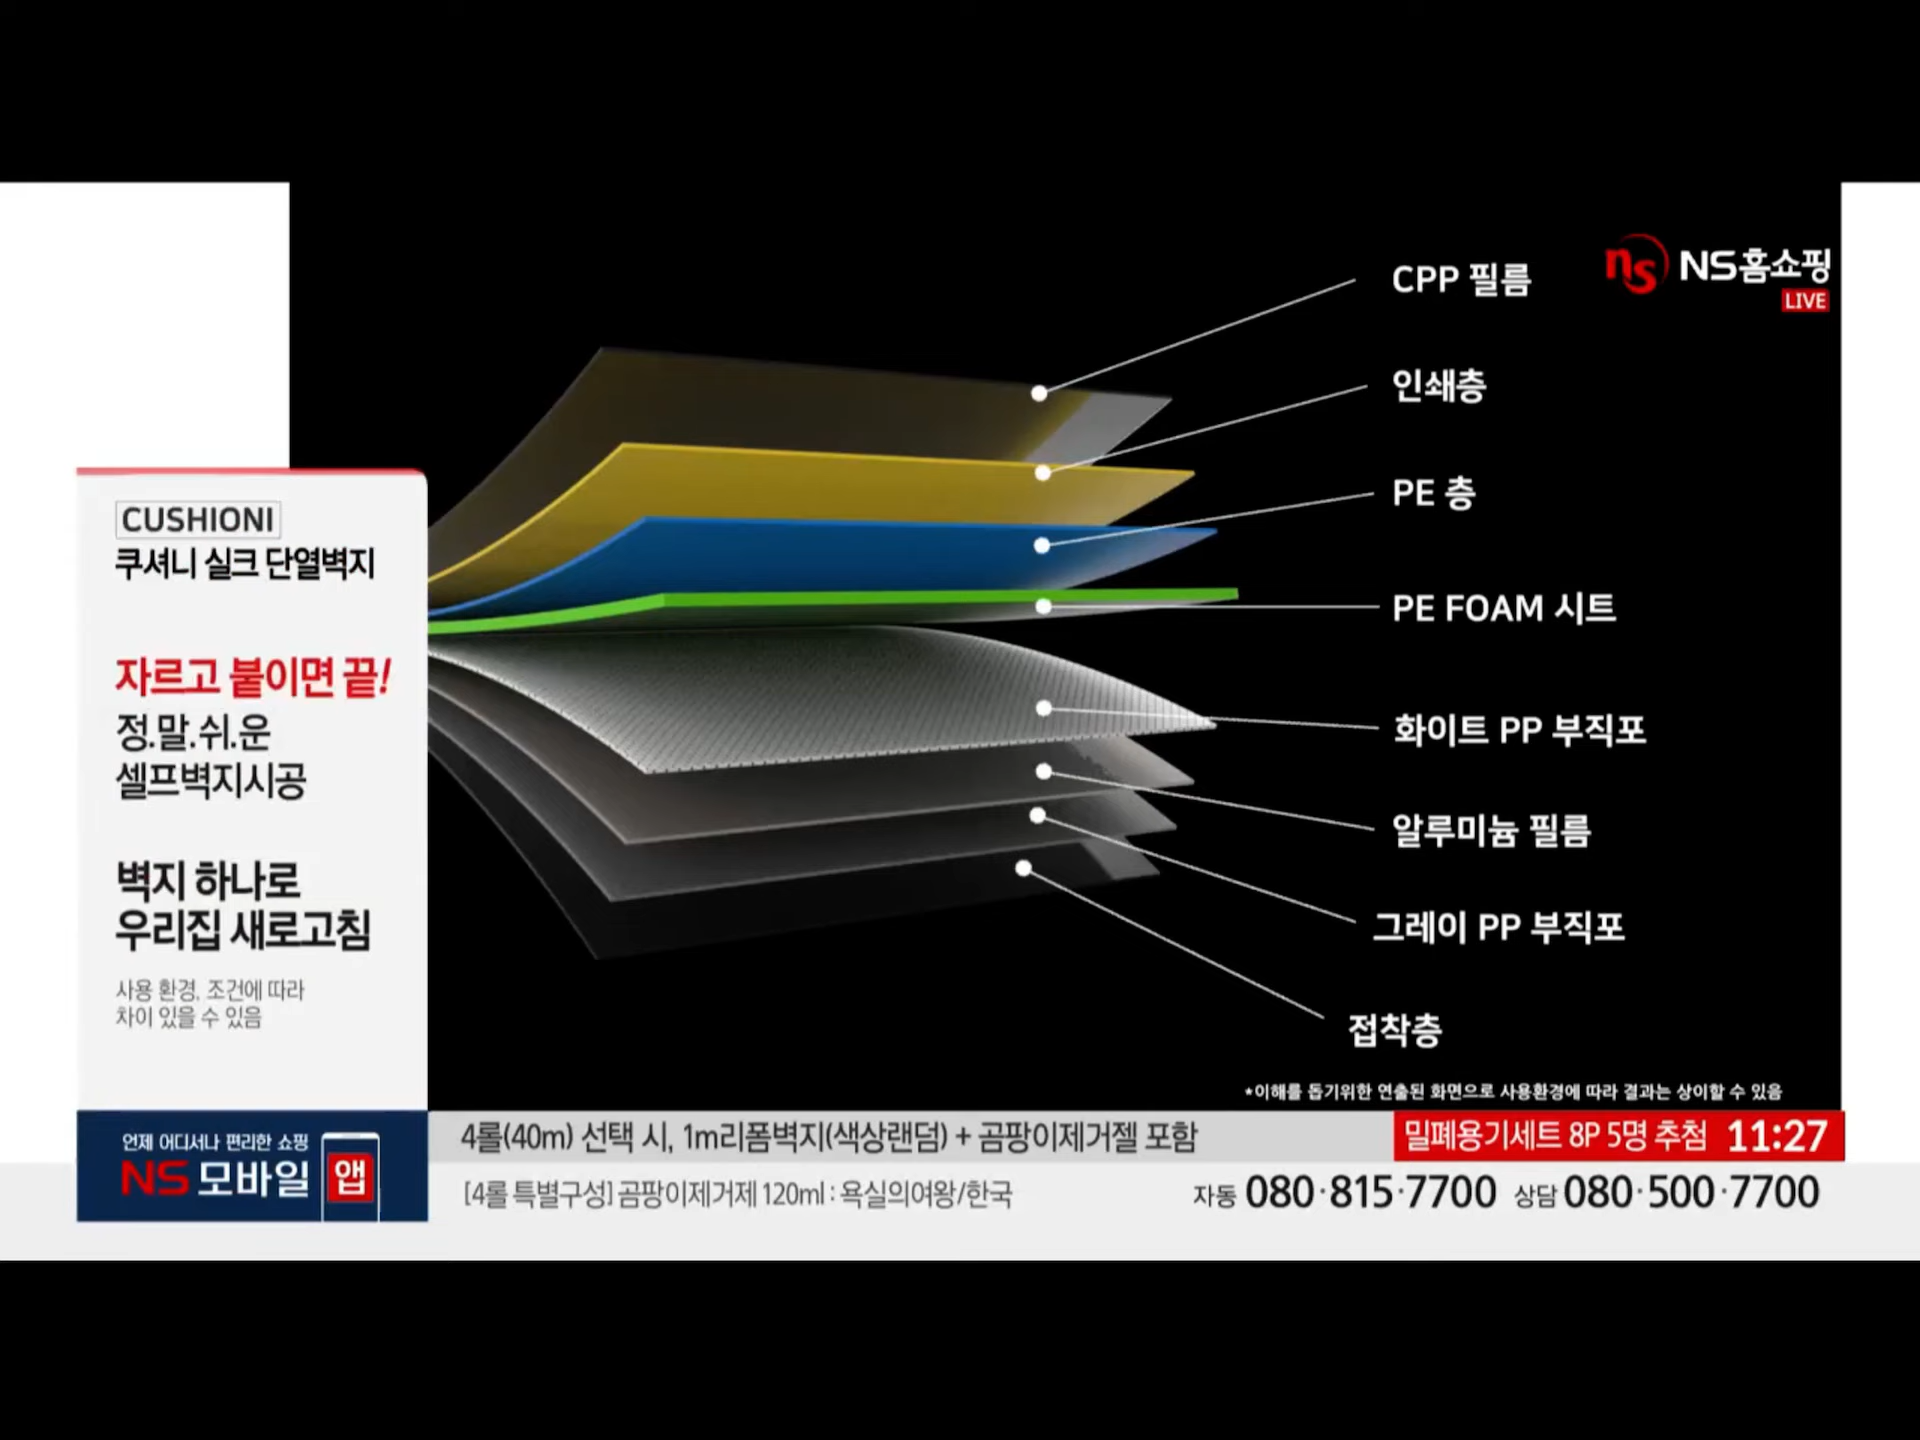 CPP 필름
ns NS홈쇼핑
LIVE
인쇄층
PE 층
PE FOAM 시트
화이트 PP 부직포
알루미늄 필름
그레이 PP 부직포
접착층
*이해를 돕기위한 연출된 화면으로 사용환경에 따라 결과는 상이할 수 있음
CUSHIONI
쿠셔니 실크 단열벽지
자르고 붙이면 끝!
정.말.쉬.운
셀프벽지시공
벽지 하나로
우리집 새로고침
사용 환경, 조건에 따라
차이 있을 수 있음
언제 어디서나 편리한 쇼핑
NS 모바일 앱
4롤(40m) 선택 시, 1m리폼벽지(색상랜덤) + 곰팡이제거젤 포함
밀폐용기세트 8P 5명 추첨 11:27
[4롤 특별구성] 곰팡이제거제 120ml : 욕실의여왕/한국
자동 080·815·7700 상담 080·500·7700